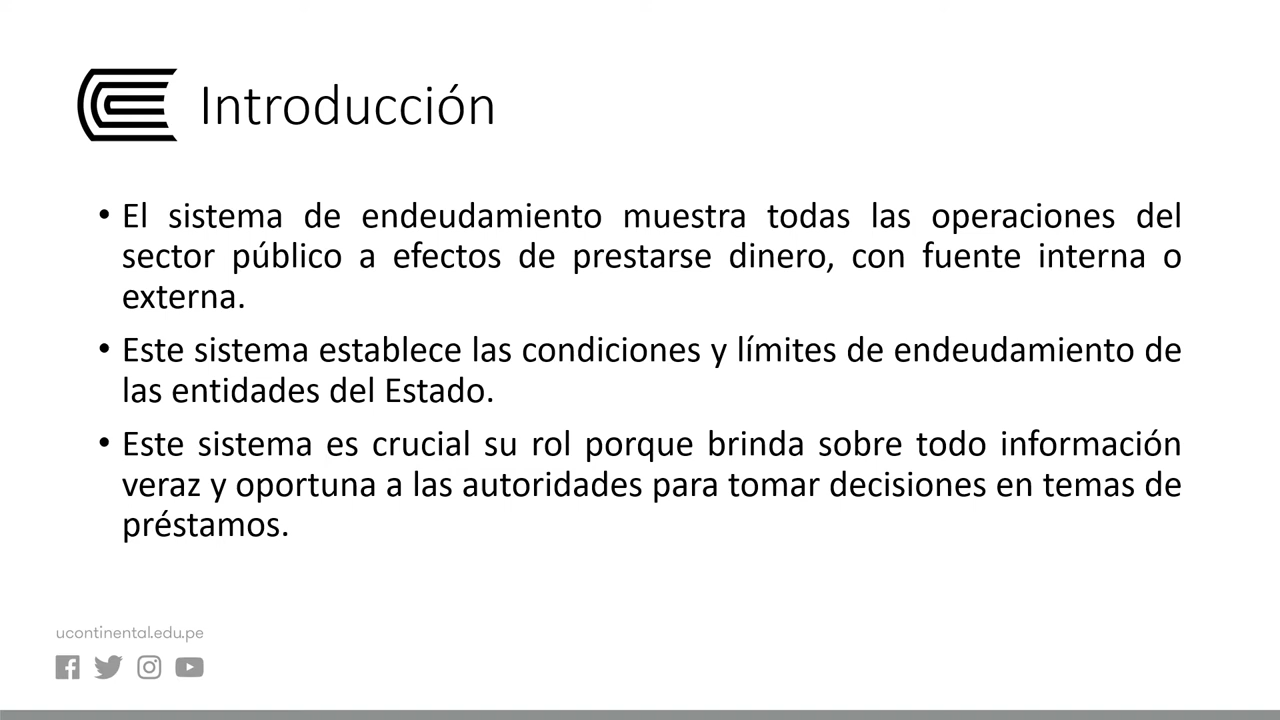 Introducción
• El sistema de endeudamiento muestra todas las operaciones del
sector público a efectos de prestarse dinero, con fuente interna o
externa.
• Este sistema establece las condiciones y límites de endeudamiento de
las entidades del Estado.
• Este sistema es crucial su rol porque brinda sobre todo información
veraz y oportuna a las autoridades para tomar decisiones en temas de
préstamos.
ucontinental.edu.pe